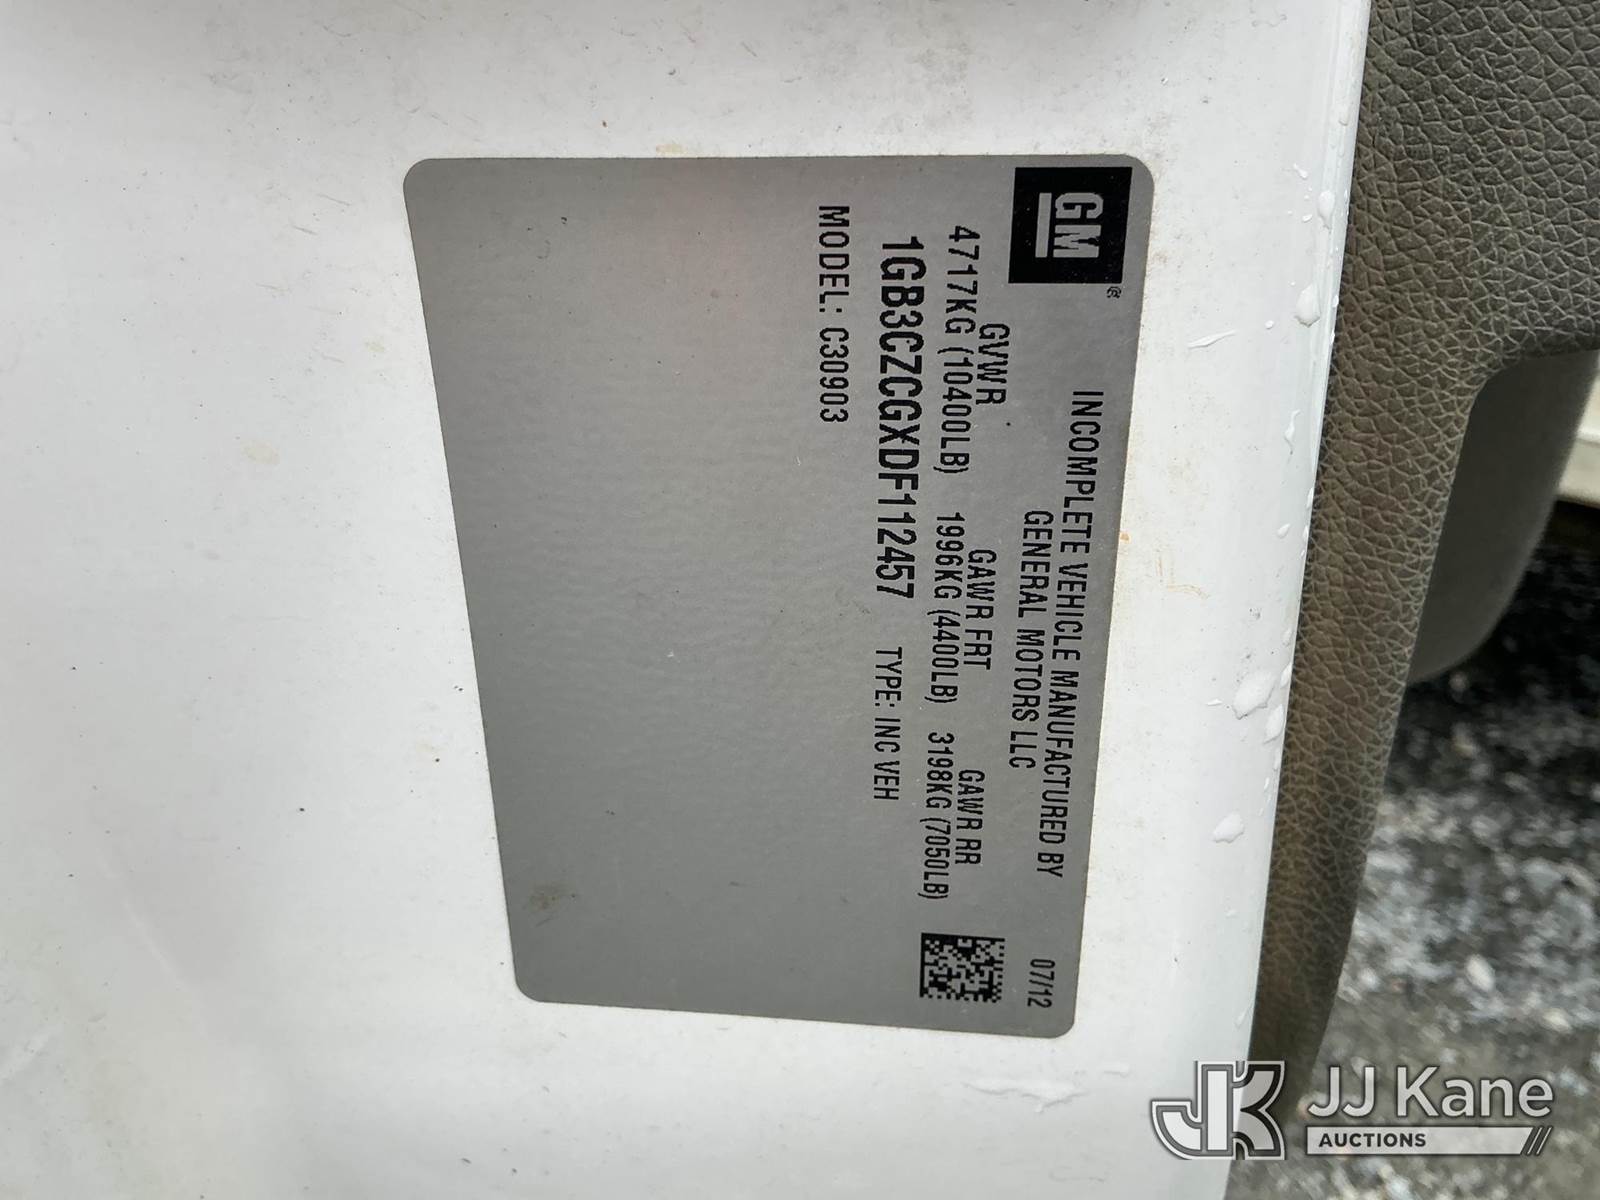 GM®
INCOMPLETE VEHICLE MANUFACTURED BY
GENERAL MOTORS LLC
07/12
GVWR GAWR FRT GAWR RR
4717KG (10400LB) 1996KG (4400LB) 3198KG (7050LB)
1GB3CZCGXDF112457 TYPE: INC VEH
MODEL: C30903
JK JJ Kane
AUCTIONS